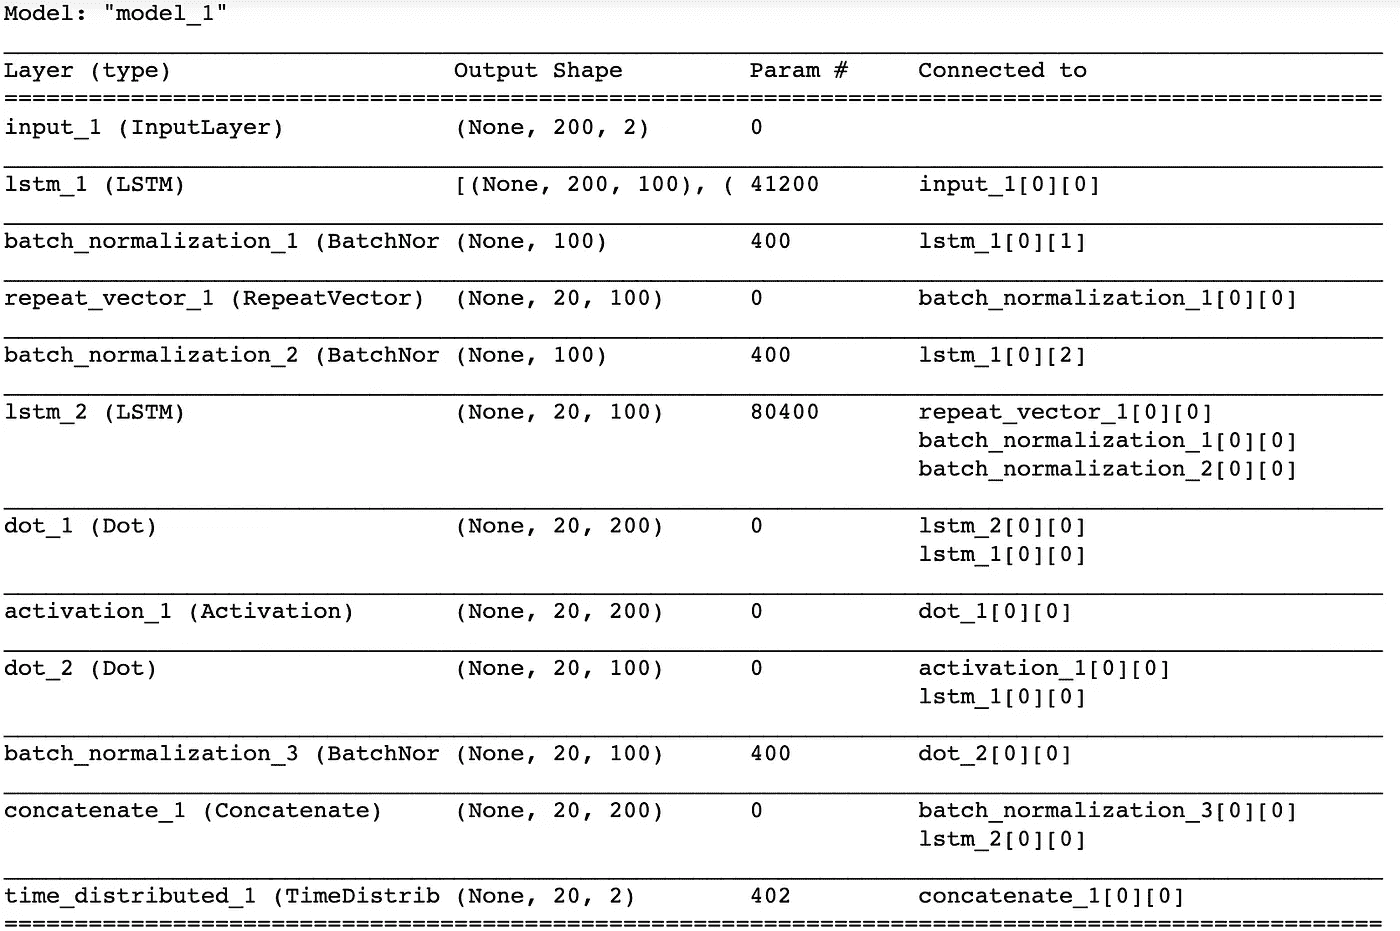 Model: "model_1"
Layer (type) Output Shape Param # Connected to
input_1 (InputLayer) (None, 200, 2) 0
lstm_1 (LSTM) [(None, 200, 100), ( 41200 input_1[0][0]
batch_normalization_1 (BatchNor (None, 100) 400 lstm_1[0][1]
repeat_vector_1 (RepeatVector) (None, 20, 100) 0 batch_normalization_1[0][0]
batch_normalization_2 (BatchNor (None, 100) 400 lstm_1[0][2]
lstm_2 (LSTM) (None, 20, 100) 80400 repeat_vector_1[0][0]
batch_normalization_1[0][0]
batch_normalization_2[0][0]
dot_1 (Dot) (None, 20, 200) 0 lstm_2[0][0]
lstm_1[0][0]
activation_1 (Activation) (None, 20, 200) 0 dot_1[0][0]
dot_2 (Dot) (None, 20, 100) 0 activation_1[0][0]
lstm_1[0][0]
batch_normalization_3 (BatchNor (None, 20, 100) 400 dot_2[0][0]
concatenate_1 (Concatenate) (None, 20, 200) 0 batch_normalization_3[0][0]
lstm_2[0][0]
time_distributed_1 (TimeDistrib (None, 20, 2) 402 concatenate_1[0][0]